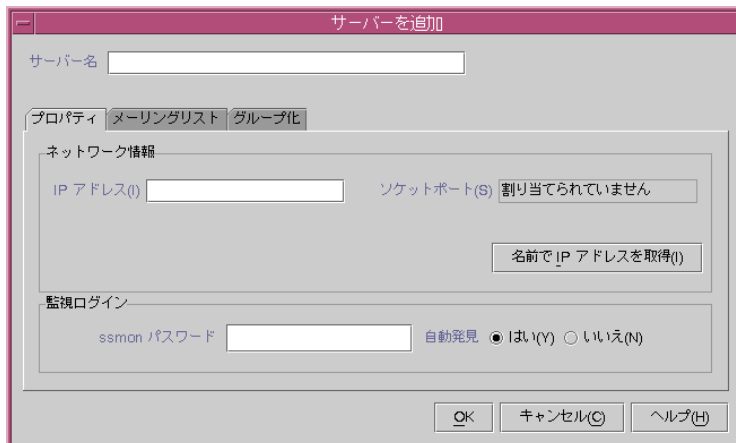 サーバーを追加
サーバー名
プロパティ メーリングリスト グループ化
ネットワーク情報
IP アドレス(I) ソケットポート(S) 割り当てられていません
名前で IP アドレスを取得(I)
監視ログイン
ssmon パスワード 自動発見 はい(Y) いいえ(N)
OK キャンセル(C) ヘルプ(H)